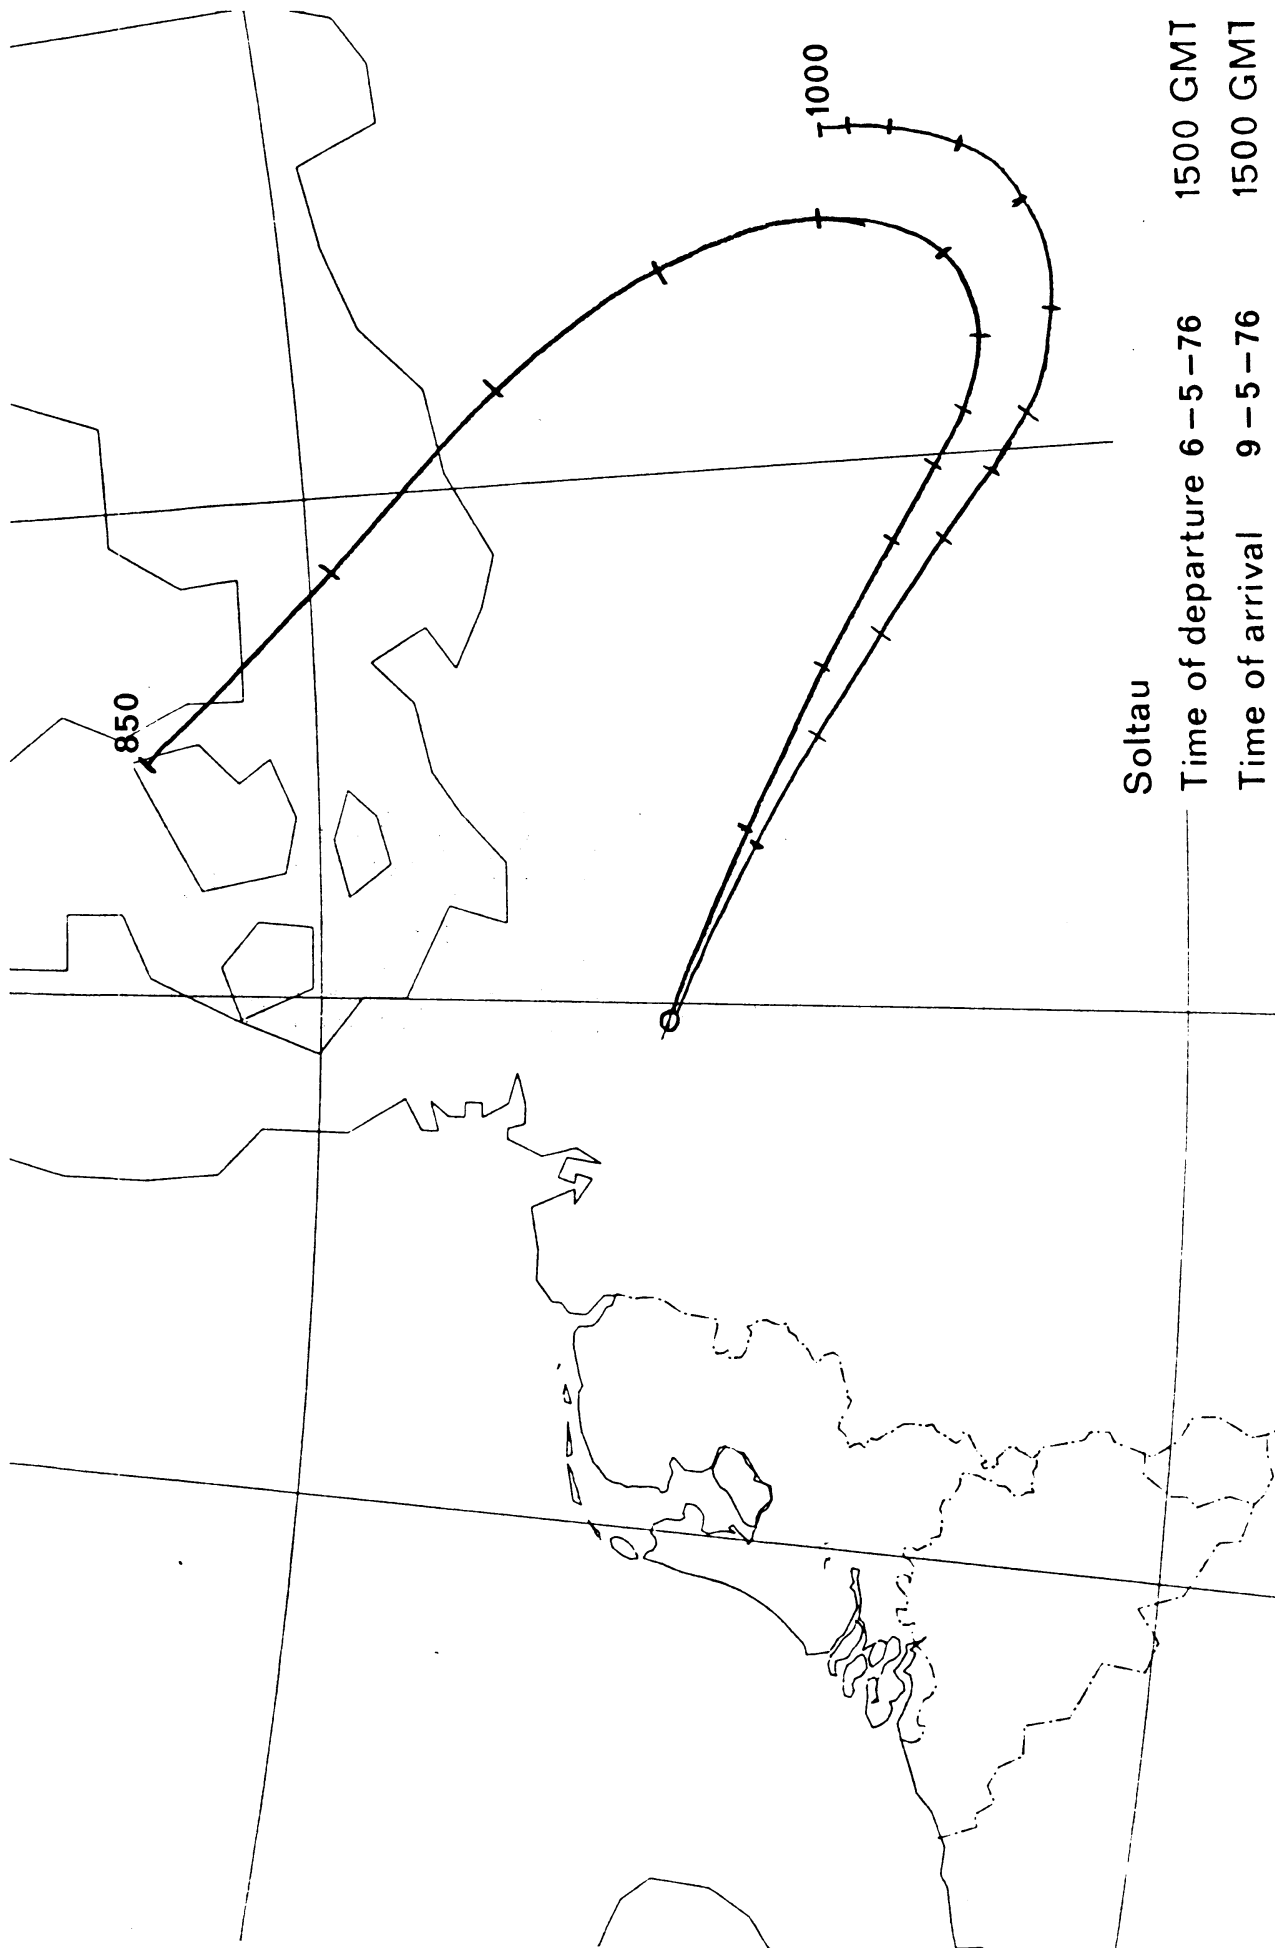 850
1000
Soltau
Time of departure 6-5-76 1500 GMT
Time of arrival 9-5-76 1500 GMT